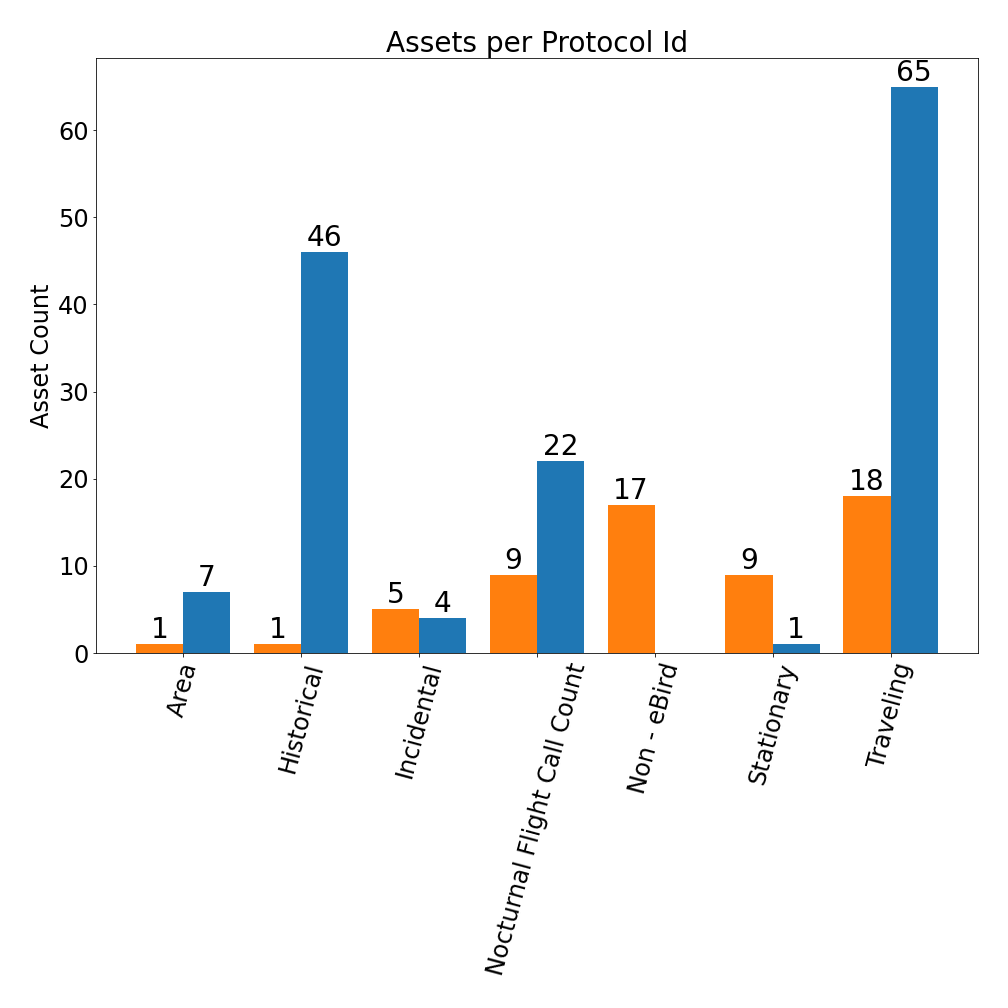 Assets per Protocol Id
Asset Count
60
50
40
30
20
10
0
1
7
1
46
5
4
9
22
17
9
1
18
65
Area
Historical
Incidental
Nocturnal Flight Call Count
Non - eBird
Stationary
Traveling